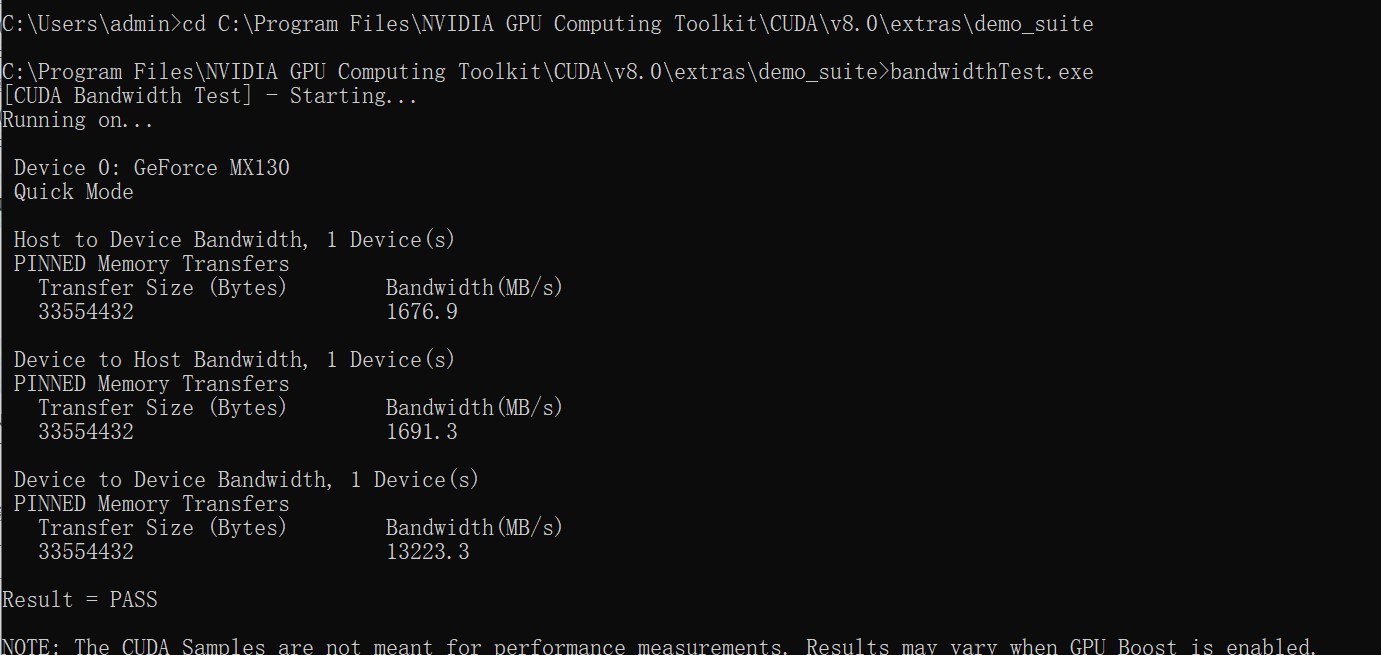 C:\Users\admin>cd C:\Program Files\NVIDIA GPU Computing Toolkit\CUDA\v8.0\extras\demo_suite
C:\Program Files\NVIDIA GPU Computing Toolkit\CUDA\v8.0\extras\demo_suite>bandwidthTest.exe
[CUDA Bandwidth Test] - Starting...
Running on...
Device 0: GeForce MX130
Quick Mode
Host to Device Bandwidth, 1 Device(s)
PINNED Memory Transfers
Transfer Size (Bytes) Bandwidth(MB/s)
33554432 1676.9
Device to Host Bandwidth, 1 Device(s)
PINNED Memory Transfers
Transfer Size (Bytes) Bandwidth(MB/s)
33554432 1691.3
Device to Device Bandwidth, 1 Device(s)
PINNED Memory Transfers
Transfer Size (Bytes) Bandwidth(MB/s)
33554432 13223.3
Result = PASS
NOTE: The CUDA Samples are not meant for performance measurements. Results may vary when GPU Boost is enabled.